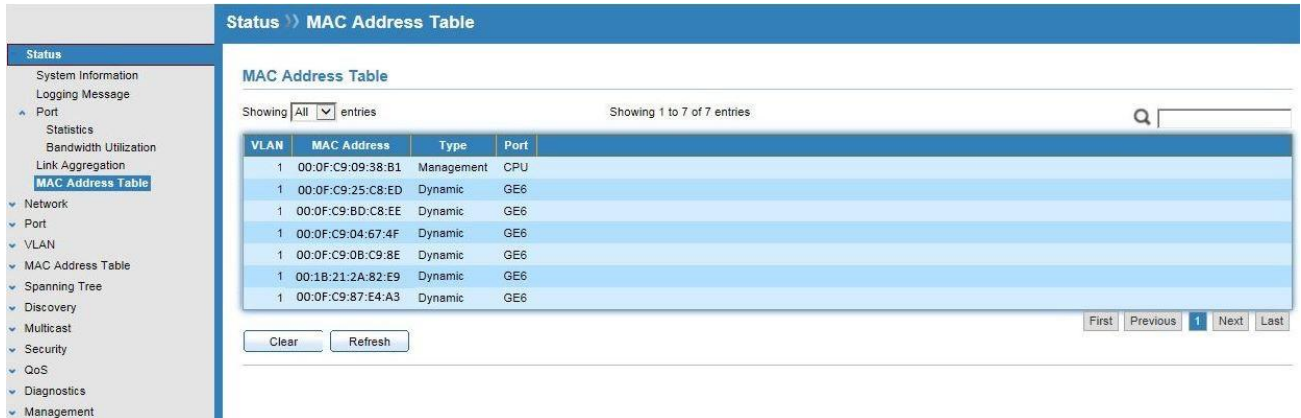 Status » MAC Address Table
Status
System Information
Logging Message
Port
Statistics
Bandwidth Utilization
Link Aggregation
MAC Address Table
Network
Port
VLAN
MAC Address Table
Spanning Tree
Discovery
Multicast
Security
QoS
Diagnostics
Management
MAC Address Table
Showing All entries Showing 1 to 7 of 7 entries
VLAN MAC Address Type Port
1 00:0F:C9:09:38:B1 Management CPU
1 00:0F:C9:25:C8:ED Dynamic GE6
1 00:0F:C9:BD:C8:EE Dynamic GE6
1 00:0F:C9:04:67:4F Dynamic GE6
1 00:0F:C9:0B:C9:8E Dynamic GE6
1 00:1B:21:2A:82:E9 Dynamic GE6
1 00:0F:C9:87:E4:A3 Dynamic GE6
First Previous 1 Next Last
Clear Refresh